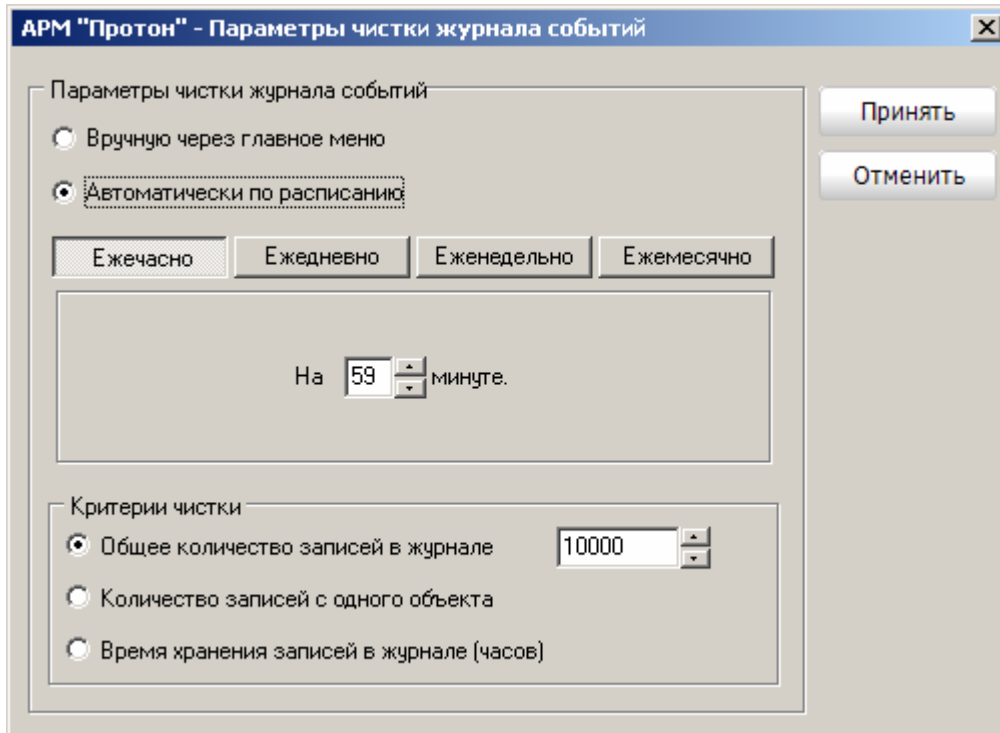 АРМ "Протон" - Параметры чистки журнала событий
Параметры чистки журнала событий
Принять
Вручную через главное меню
Отменить
Автоматически по расписанию
Ежечасно Ежедневно Еженедельно Ежемесячно
На 59 минуте.
Критерии чистки
Общее количество записей в журнале 10000
Количество записей с одного объекта
Время хранения записей в журнале (часов)